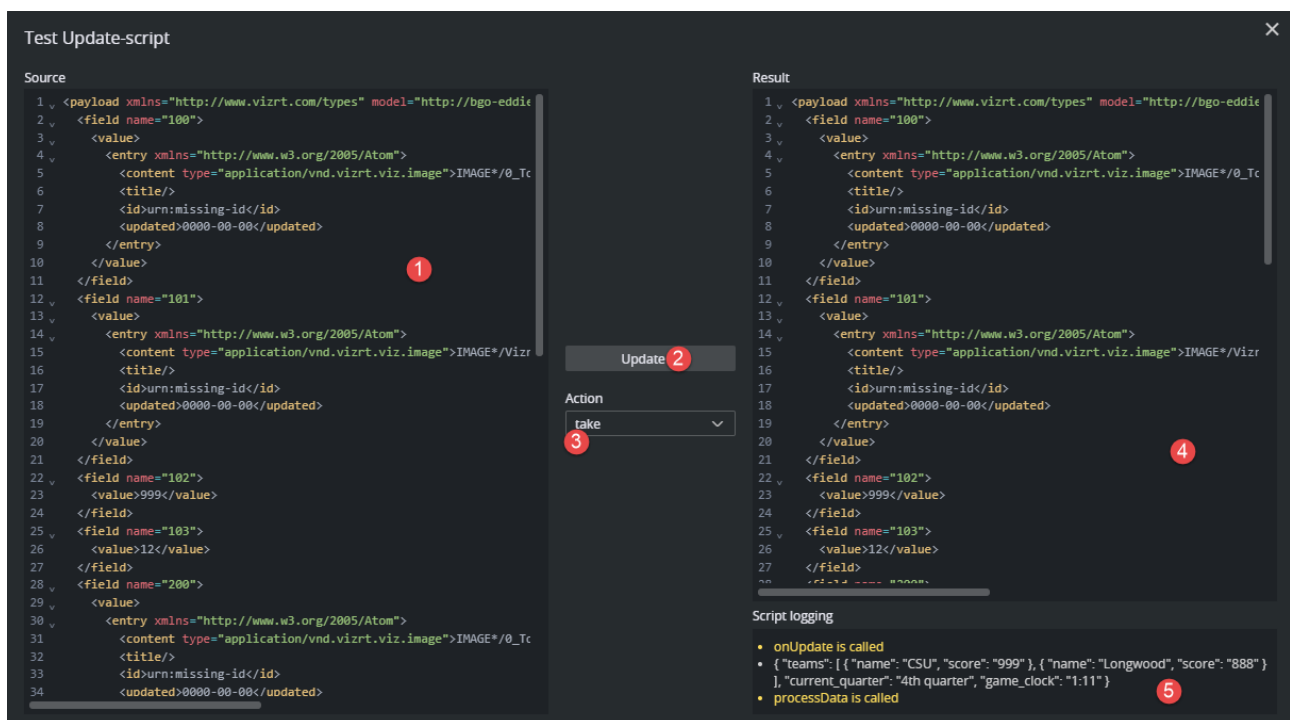 Test Update-script
Source
1 <payload xmlns="http://www.vizrt.com/types" model="http://bgo-eddie
2 <field name="100">
3 <value>
4 <entry xmlns="http://www.w3.org/2005/Atom">
5 <content type="application/vnd.vizrt.viz.image">IMAGE*/0_To
6 <title/>
7 <id>urn:missing-id</id>
8 <updated>0000-00-00</updated>
9 </entry>
10 </value>
11 </field>
12 <field name="101">
13 <value>
14 <entry xmlns="http://www.w3.org/2005/Atom">
15 <content type="application/vnd.vizrt.viz.image">IMAGE*/Vizr
16 <title/>
17 <id>urn:missing-id</id>
18 <updated>0000-00-00</updated>
19 </entry>
20 </value>
21 </field>
22 <field name="102">
23 <value>999</value>
24 </field>
25 <field name="103">
26 <value>12</value>
27 </field>
28 <field name="200">
29 <value>
30 <entry xmlns="http://www.w3.org/2005/Atom">
31 <content type="application/vnd.vizrt.viz.image">IMAGE*/0_To
32 <title/>
33 <id>urn:missing-id</id>
34 <updated>0000-00-00</updated>
1
Update 2
Action
take
3
Result
1 <payload xmlns="http://www.vizrt.com/types" model="http://bgo-eddie
2 <field name="100">
3 <value>
4 <entry xmlns="http://www.w3.org/2005/Atom">
5 <content type="application/vnd.vizrt.viz.image">IMAGE*/0_To
6 <title/>
7 <id>urn:missing-id</id>
8 <updated>0000-00-00</updated>
9 </entry>
10 </value>
11 </field>
12 <field name="101">
13 <value>
14 <entry xmlns="http://www.w3.org/2005/Atom">
15 <content type="application/vnd.vizrt.viz.image">IMAGE*/Vizr
16 <title/>
17 <id>urn:missing-id</id>
18 <updated>0000-00-00</updated>
19 </entry>
20 </value>
21 </field>
22 <field name="102">
23 <value>999</value>
24 </field>
25 <field name="103">
26 <value>12</value>
27 </field>
28 <field name="200">
4
Script logging
• onUpdate is called
• { "teams": [ { "name": "CSU", "score": "999" }, { "name": "Longwood", "score": "888" }
], "current_quarter": "4th quarter", "game_clock": "1:11" }
• processData is called
5